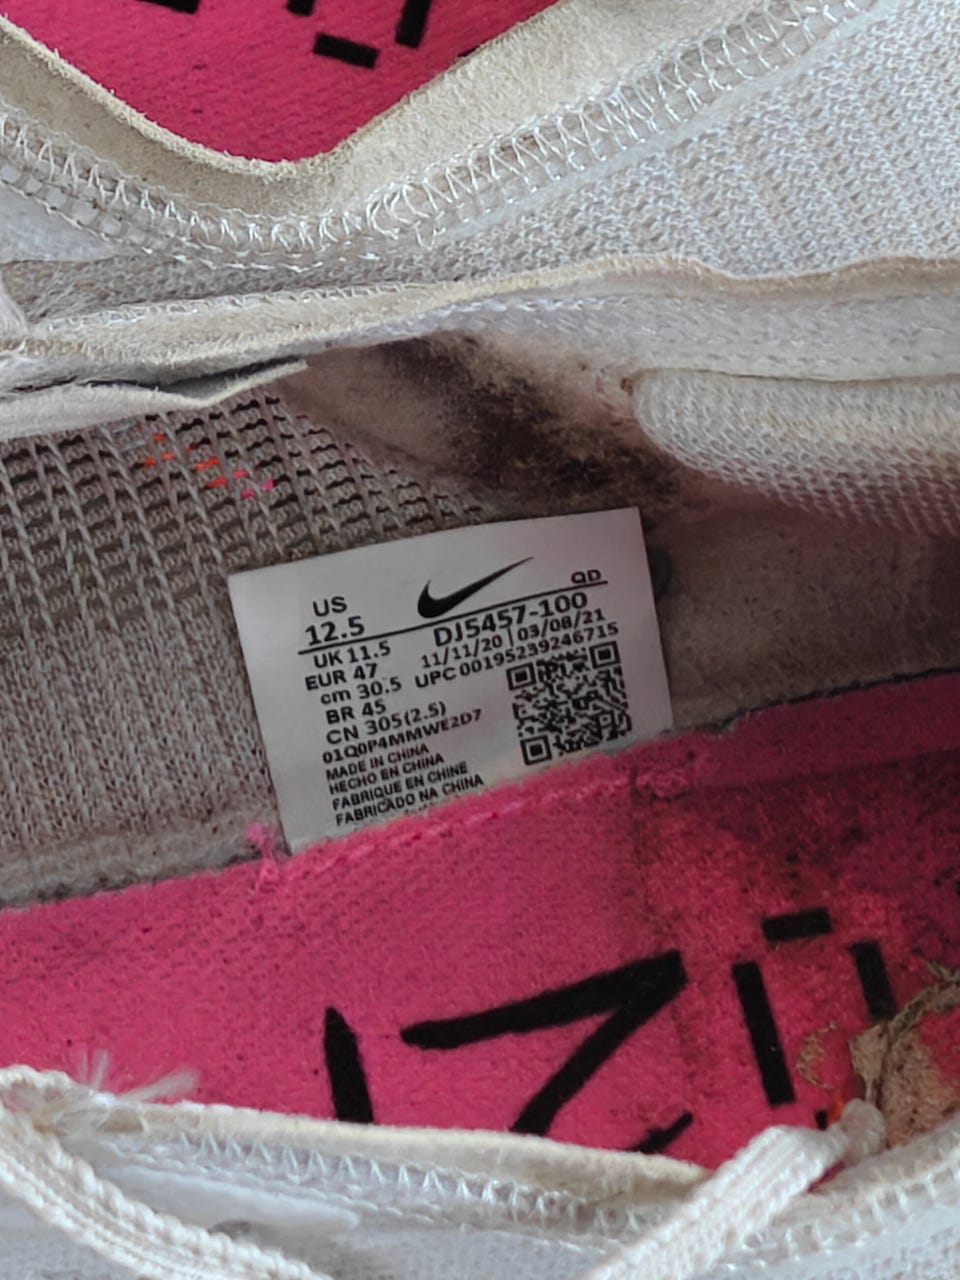 US
12.5
QD
DJ5457-100
UK 11.5
11/11/20 | 03/08/21
EUR 47
UPC 00195239246715
cm 30.5
BR 45
CN 305(2.5)
01Q0P4MMWE2D7
MADE IN CHINA
HECHO EN CHINA
FABRIQUE EN CHINE
FABRICADO NA CHINA